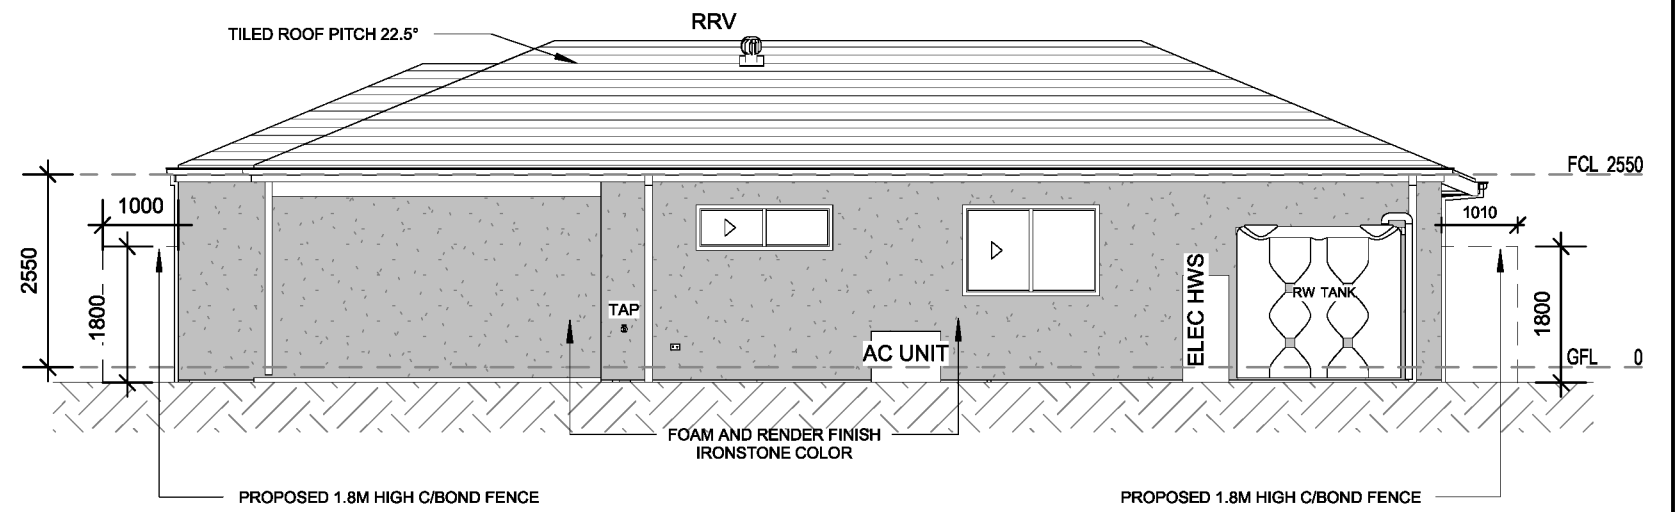 RRV
TILED ROOF PITCH 22.5°
FCL 2550
1000
1010
2550
1800
TAP
ELEC HWS
RW TANK
1800
AC UNIT
GFL 0
FOAM AND RENDER FINISH
IRONSTONE COLOR
PROPOSED 1.8M HIGH C/BOND FENCE
PROPOSED 1.8M HIGH C/BOND FENCE